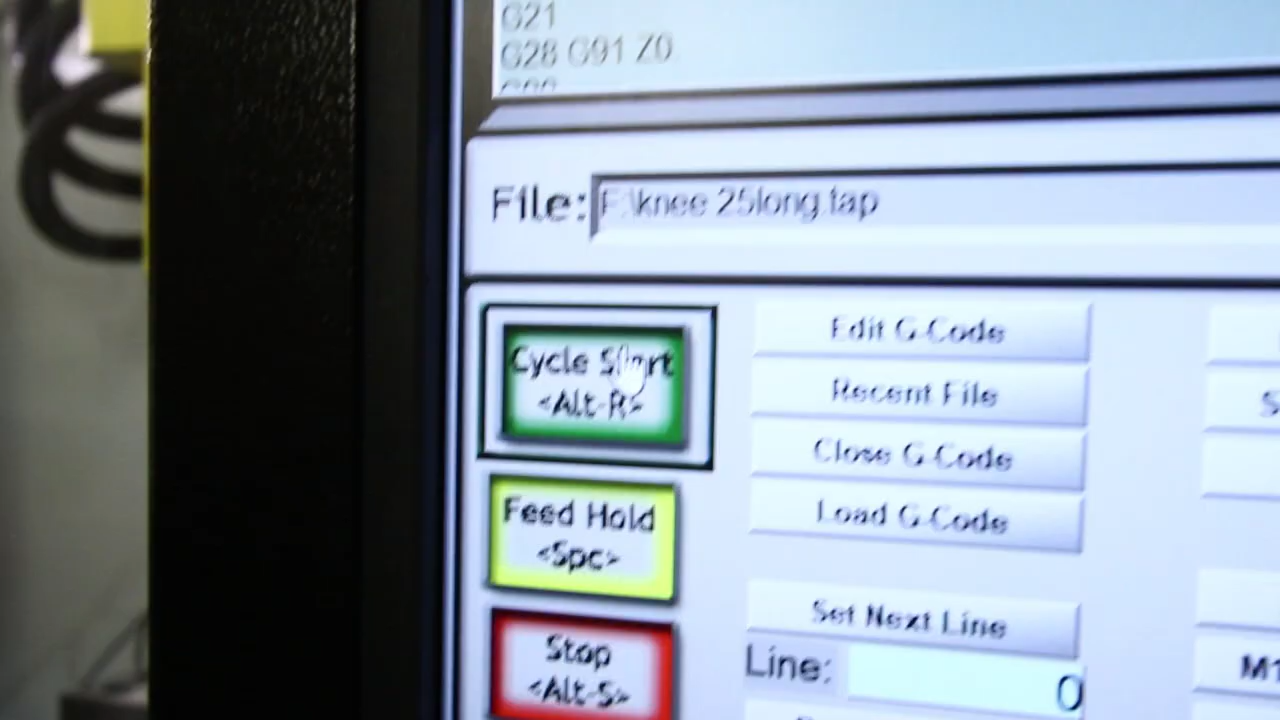 G21
G28 G91 Z0.
File: F:\knee 25long.tap
Cycle Start
<Alt-R>
Feed Hold
<Spc>
Stop
<Alt-S>
Edit G-Code
Recent File
Close G-Code
Load G-Code
Set Next Line
Line: 0
M1